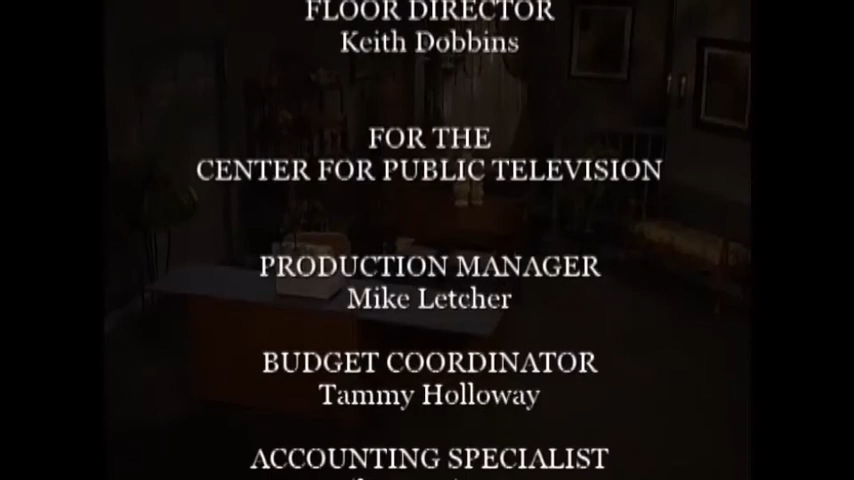 FLOOR DIRECTOR
Keith Dobbins
FOR THE
CENTER FOR PUBLIC TELEVISION
PRODUCTION MANAGER
Mike Letcher
BUDGET COORDINATOR
Tammy Holloway
ACCOUNTING SPECIALIST